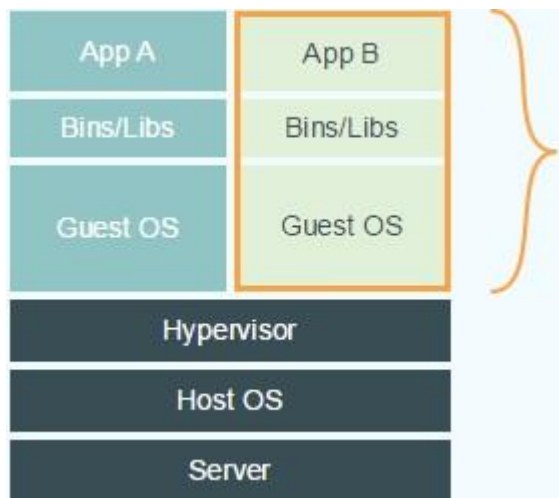 App A
App B
Bins/Libs
Bins/Libs
Guest OS
Guest OS
Hypervisor
Host OS
Server